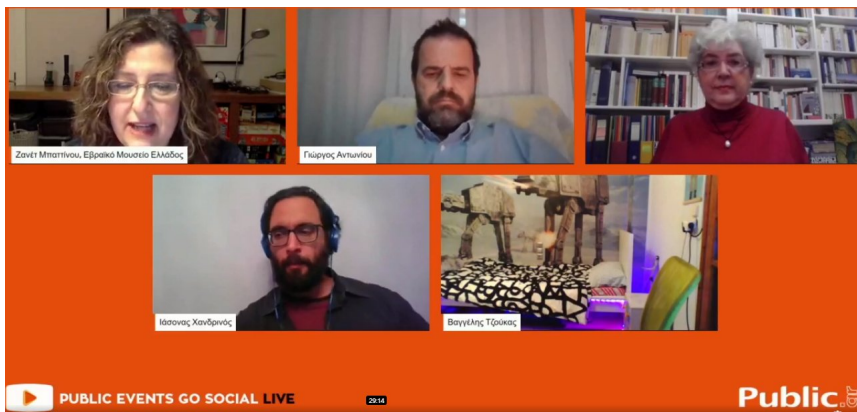 Ζανέτ Μπαττίνου, Εβραϊκό Μουσείο Ελλάδος
Γιώργος Αντωνίου
Ιάσονας Χανδρινός
Βαγγέλης Τζούκας
PUBLIC EVENTS GO SOCIAL LIVE
29:14
Public.gr